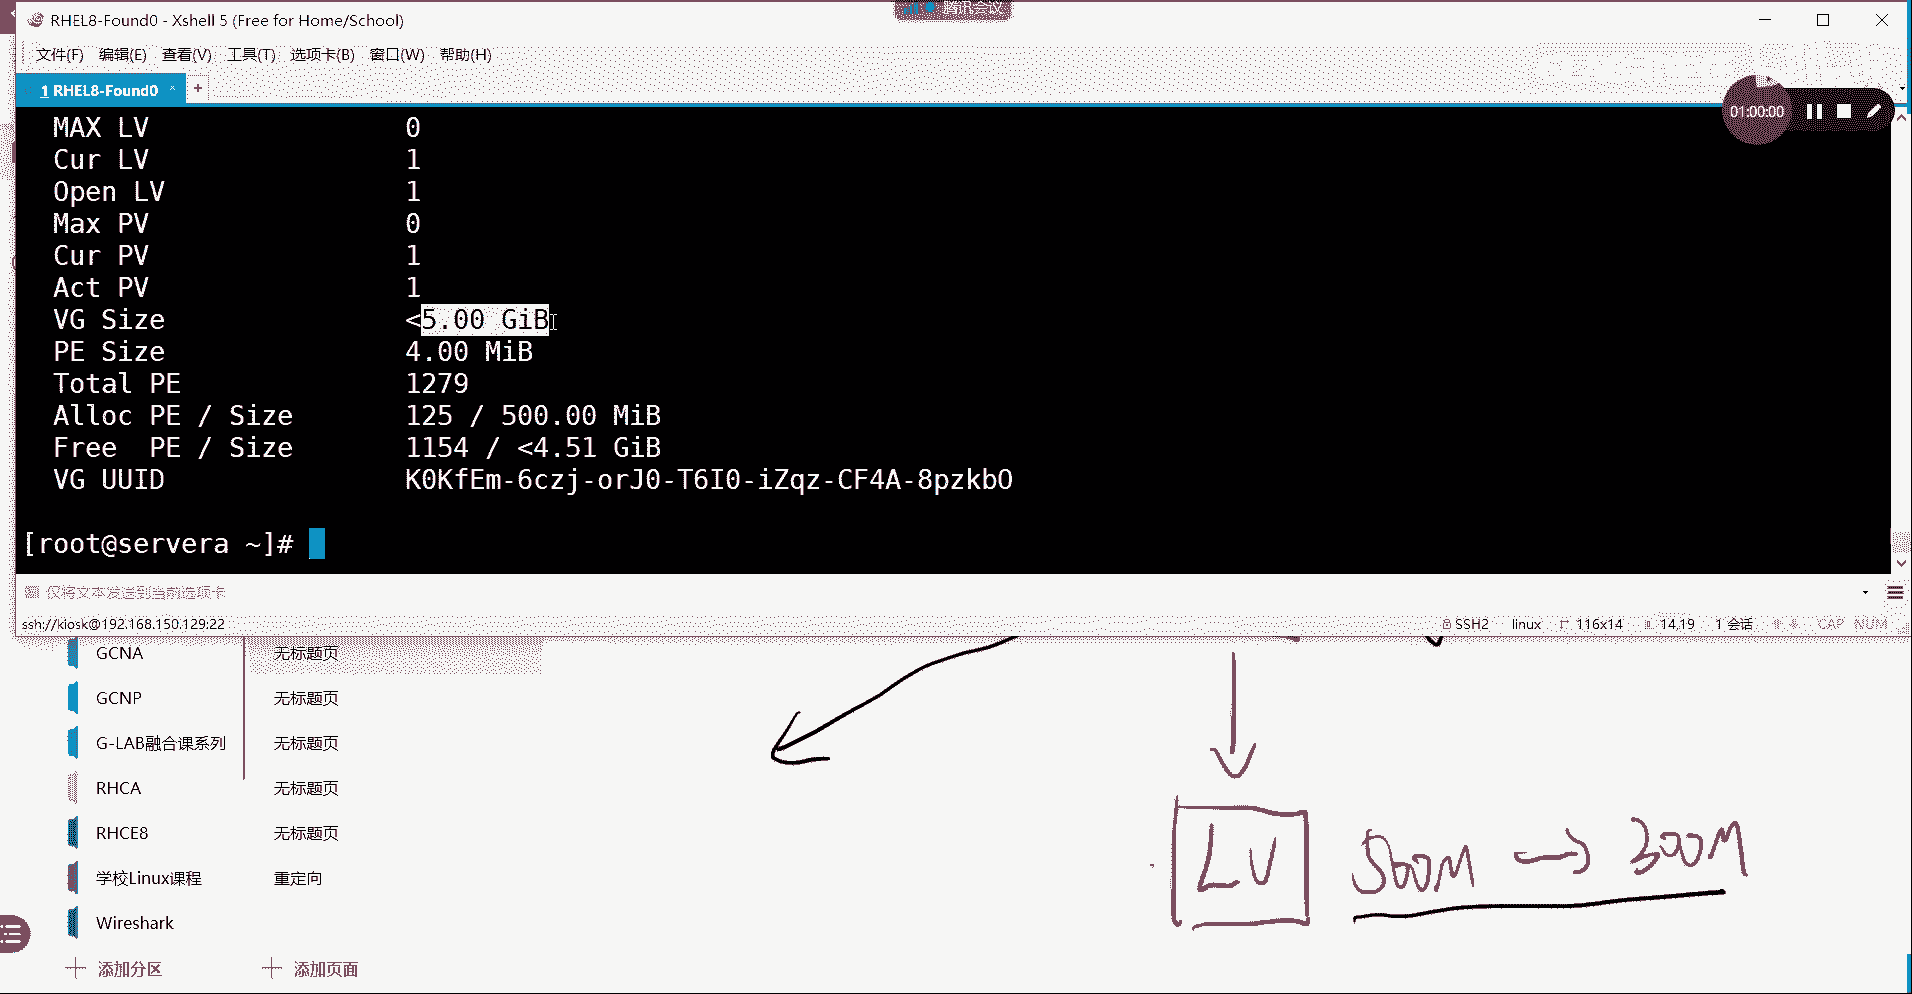 RHEL8-Found0 - Xshell 5 (Free for Home/School)
腾讯会议
文件(F) 编辑(E) 查看(V) 工具(T) 选项卡(B) 窗口(W) 帮助(H)
1 RHEL8-Found0 × +
01:00:00
MAX LV 0
Cur LV 1
Open LV 1
Max PV 0
Cur PV 1
Act PV 1
VG Size <5.00 GiB
PE Size 4.00 MiB
Total PE 1279
Alloc PE / Size 125 / 500.00 MiB
Free PE / Size 1154 / <4.51 GiB
VG UUID K0KfEm-6czj-orJ0-T6I0-iZqz-CF4A-8pzkbO
[root@servera ~]#
仅将文本发送到当前选项卡
ssh://kiosk@192.168.150.129:22 SSH2 linux 116x14 14,19 1 会话 CAP NUM
GCNA 无标题页
GCNP 无标题页
G-LAB融合课系列 无标题页
RHCA 无标题页
RHCE8 无标题页
学校Linux课程 重定向
Wireshark
添加分区 添加页面
LV 500M → 300M